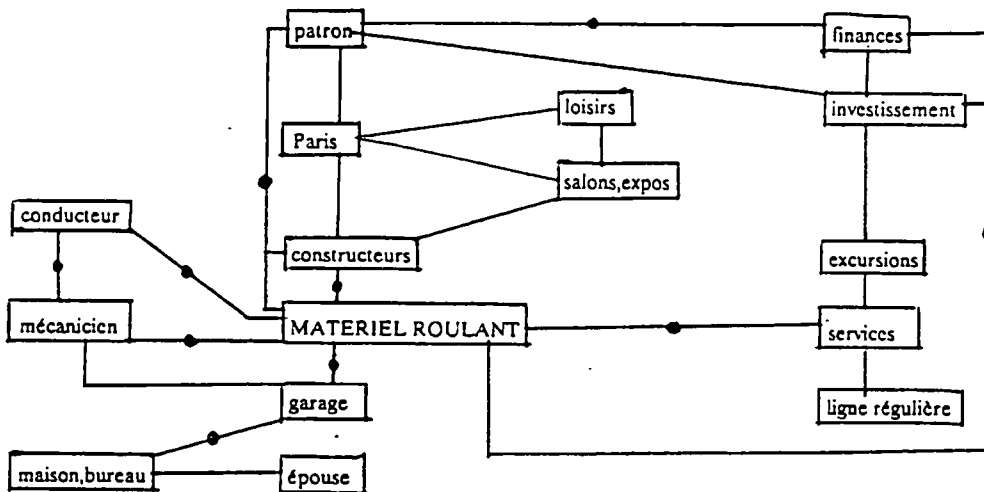 patron
finances
loisirs
investissement
Paris
salons,expos
conducteur
constructeurs
excursions
mécanicien
MATERIEL ROULANT
services
garage
ligne régulière
maison,bureau
épouse